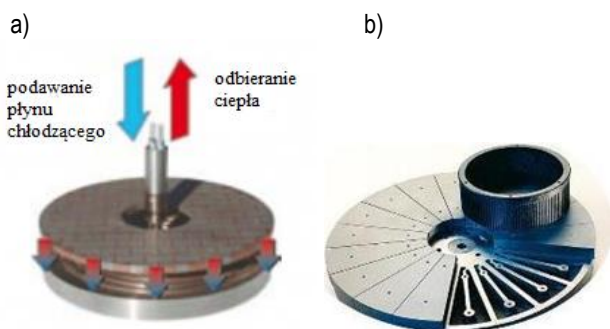 a)
b)
podawanie
płynu
chłodzącego
odbieranie
ciepła